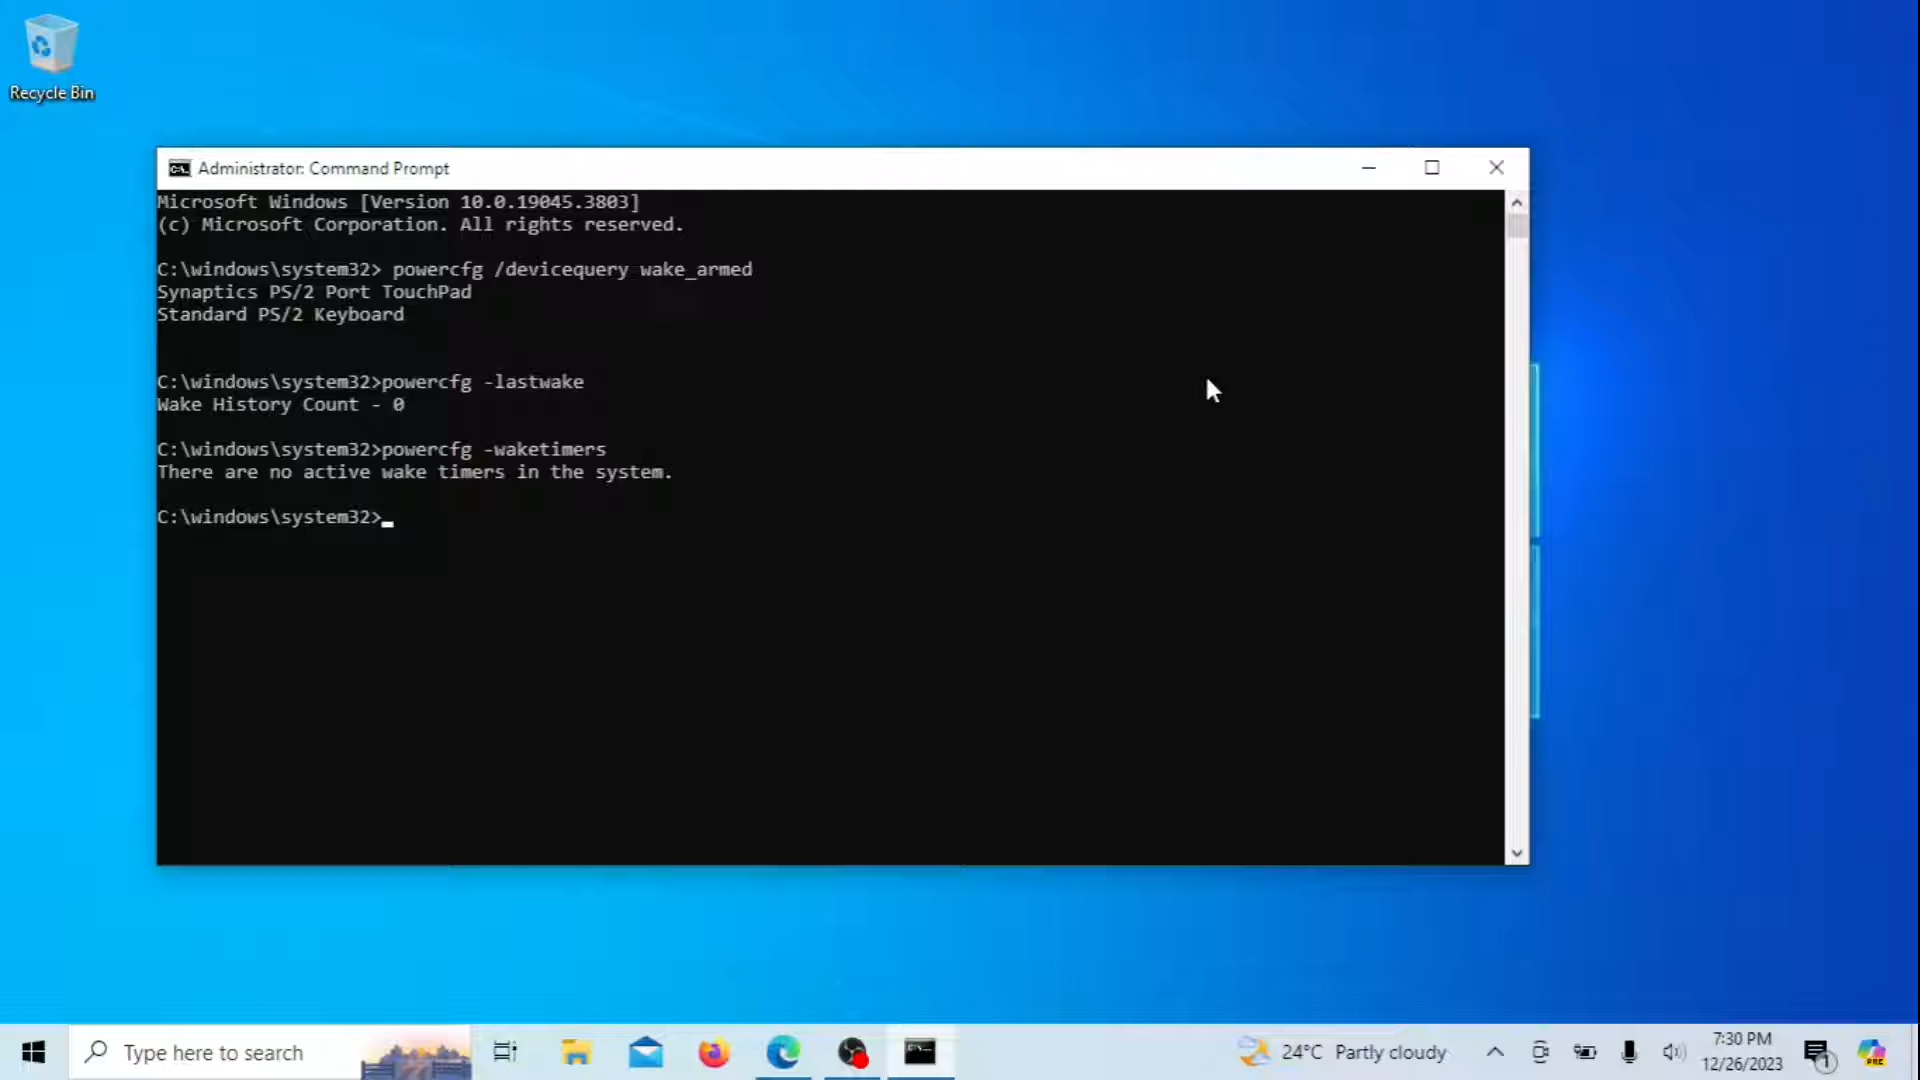 Recycle Bin
Administrator: Command Prompt
Microsoft Windows [Version 10.0.19045.3803]
(c) Microsoft Corporation. All rights reserved.
C:\windows\system32> powercfg /devicequery wake_armed
Synaptics PS/2 Port TouchPad
Standard PS/2 Keyboard
C:\windows\system32>powercfg -lastwake
Wake History Count - 0
C:\windows\system32>powercfg -waketimers
There are no active wake timers in the system.
C:\windows\system32>
Type here to search
24°C Partly cloudy
7:30 PM
12/26/2023
1
PRE